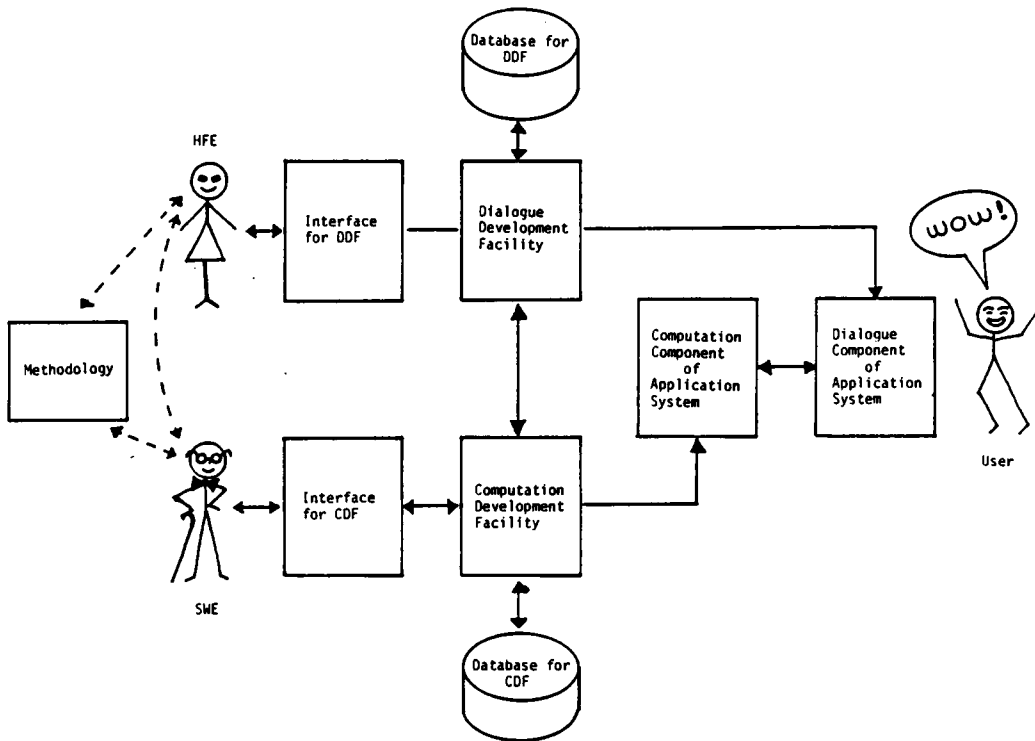 Database for
DDF
HFE
Interface
for DDF
Dialogue
Development
Facility
wow!
Methodology
Computation
Component
of
Application
System
Dialogue
Component
of
Application
System
User
Interface
for CDF
Computation
Development
Facility
SWE
Database for
CDF